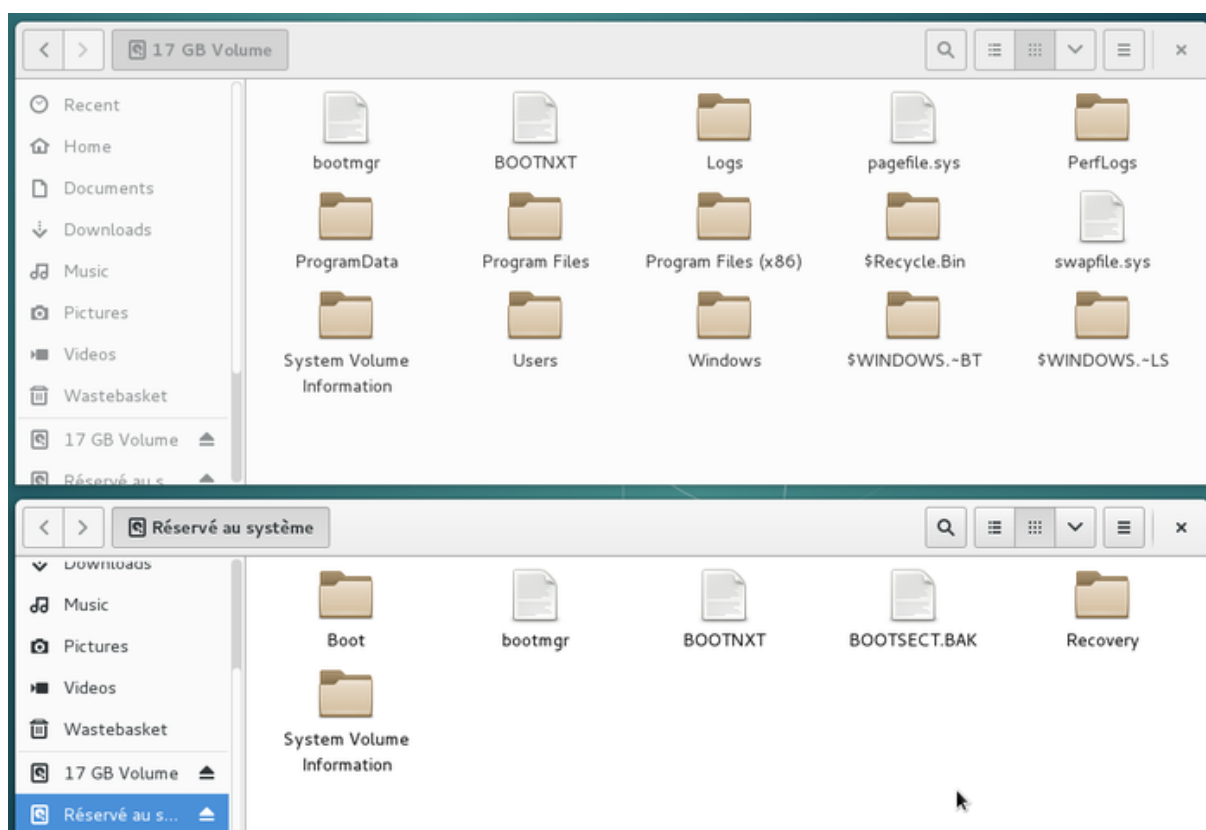 17 GB Volume
Recent
Home
Documents
Downloads
Music
Pictures
Videos
Wastebasket
17 GB Volume
Réservé au s...
bootmgr
BOOTNXT
Logs
pagefile.sys
PerfLogs
ProgramData
Program Files
Program Files (x86)
$Recycle.Bin
swapfile.sys
System Volume
Information
Users
Windows
$WINDOWS.~BT
$WINDOWS.~LS
Réservé au système
Downloads
Music
Pictures
Videos
Wastebasket
17 GB Volume
Réservé au s...
Boot
bootmgr
BOOTNXT
BOOTSECT.BAK
Recovery
System Volume
Information